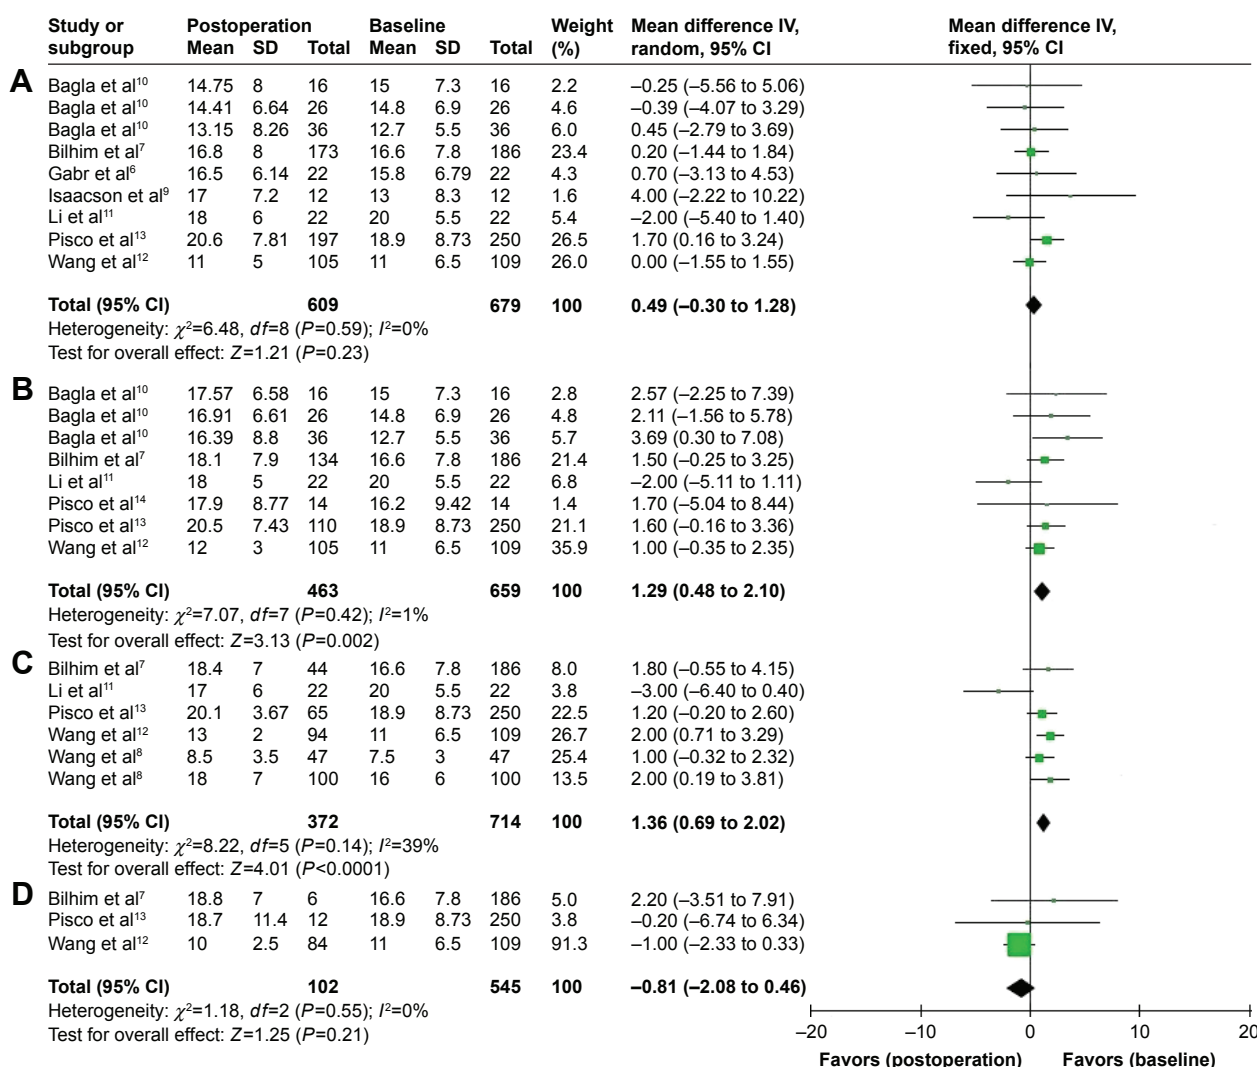 Study or subgroup Postoperation Baseline Weight (%) Mean difference IV, random, 95% CI Mean difference IV, fixed, 95% CI
Mean SD Total Mean SD Total
A
Bagla et al10 14.75 8 16 15 7.3 16 2.2 –0.25 (–5.56 to 5.06)
Bagla et al10 14.41 6.64 26 14.8 6.9 26 4.6 –0.39 (–4.07 to 3.29)
Bagla et al10 13.15 8.26 36 12.7 5.5 36 6.0 0.45 (–2.79 to 3.69)
Bilhim et al7 16.8 8 173 16.6 7.8 186 23.4 0.20 (–1.44 to 1.84)
Gabr et al6 16.5 6.14 22 15.8 6.79 22 4.3 0.70 (–3.13 to 4.53)
Isaacson et al9 17 7.2 12 13 8.3 12 1.6 4.00 (–2.22 to 10.22)
Li et al11 18 6 22 20 5.5 22 5.4 –2.00 (–5.40 to 1.40)
Pisco et al13 20.6 7.81 197 18.9 8.73 250 26.5 1.70 (0.16 to 3.24)
Wang et al12 11 5 105 11 6.5 109 26.0 0.00 (–1.55 to 1.55)
Total (95% CI) 609 679 100 0.49 (–0.30 to 1.28)
Heterogeneity: χ2=6.48, df=8 (P=0.59); I2=0%
Test for overall effect: Z=1.21 (P=0.23)
B
Bagla et al10 17.57 6.58 16 15 7.3 16 2.8 2.57 (–2.25 to 7.39)
Bagla et al10 16.91 6.61 26 14.8 6.9 26 4.8 2.11 (–1.56 to 5.78)
Bagla et al10 16.39 8.8 36 12.7 5.5 36 5.7 3.69 (0.30 to 7.08)
Bilhim et al7 18.1 7.9 134 16.6 7.8 186 21.4 1.50 (–0.25 to 3.25)
Li et al11 18 5 22 20 5.5 22 6.8 –2.00 (–5.11 to 1.11)
Pisco et al14 17.9 8.77 14 16.2 9.42 14 1.4 1.70 (–5.04 to 8.44)
Pisco et al13 20.5 7.43 110 18.9 8.73 250 21.1 1.60 (–0.16 to 3.36)
Wang et al12 12 3 105 11 6.5 109 35.9 1.00 (–0.35 to 2.35)
Total (95% CI) 463 659 100 1.29 (0.48 to 2.10)
Heterogeneity: χ2=7.07, df=7 (P=0.42); I2=1%
Test for overall effect: Z=3.13 (P=0.002)
C
Bilhim et al7 18.4 7 44 16.6 7.8 186 8.0 1.80 (–0.55 to 4.15)
Li et al11 17 6 22 20 5.5 22 3.8 –3.00 (–6.40 to 0.40)
Pisco et al13 20.1 3.67 65 18.9 8.73 250 22.5 1.20 (–0.20 to 2.60)
Wang et al12 13 2 94 11 6.5 109 26.7 2.00 (0.71 to 3.29)
Wang et al8 8.5 3.5 47 7.5 3 47 25.4 1.00 (–0.32 to 2.32)
Wang et al8 18 7 100 16 6 100 13.5 2.00 (0.19 to 3.81)
Total (95% CI) 372 714 100 1.36 (0.69 to 2.02)
Heterogeneity: χ2=8.22, df=5 (P=0.14); I2=39%
Test for overall effect: Z=4.01 (P<0.0001)
D
Bilhim et al7 18.8 7 6 16.6 7.8 186 5.0 2.20 (–3.51 to 7.91)
Pisco et al13 18.7 11.4 12 18.9 8.73 250 3.8 –0.20 (–6.74 to 6.34)
Wang et al12 10 2.5 84 11 6.5 109 91.3 –1.00 (–2.33 to 0.33)
Total (95% CI) 102 545 100 –0.81 (–2.08 to 0.46)
Heterogeneity: χ2=1.18, df=2 (P=0.55); I2=0%
Test for overall effect: Z=1.25 (P=0.21)
–20 –10 0 10 20
Favors (postoperation) Favors (baseline)